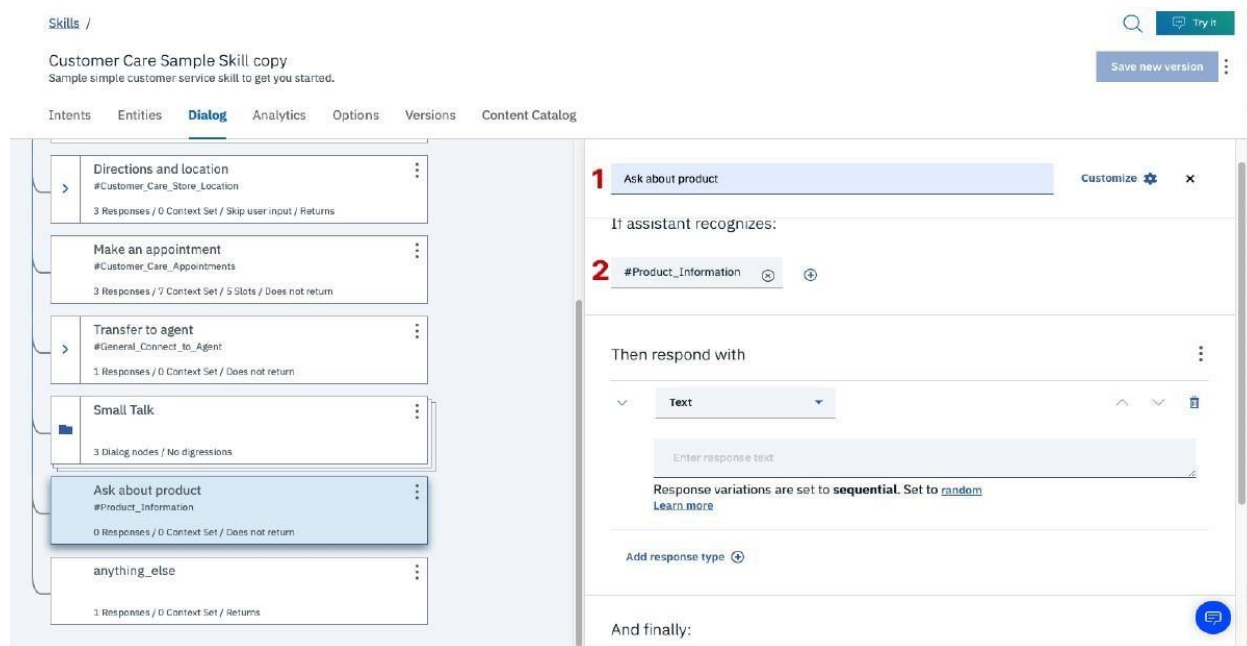 Skills /
Try it
Customer Care Sample Skill copy
Sample simple customer service skill to get you started.
Save new version
Intents Entities Dialog Analytics Options Versions Content Catalog
Directions and location
#Customer_Care_Store_Location
3 Responses / 0 Context Set / Skip user input / Returns
Make an appointment
#Customer_Care_Appointments
3 Responses / 7 Context Set / 5 Slots / Does not return
Transfer to agent
#General_Connect_to_Agent
1 Responses / 0 Context Set / Does not return
Small Talk
3 Dialog nodes / No digressions
Ask about product
#Product_Information
0 Responses / 0 Context Set / Does not return
anything_else
1 Responses / 0 Context Set / Returns
1 Ask about product
Customize
If assistant recognizes:
2 #Product_Information
Then respond with
Text
Enter response text
Response variations are set to sequential. Set to random
Learn more
Add response type
And finally: